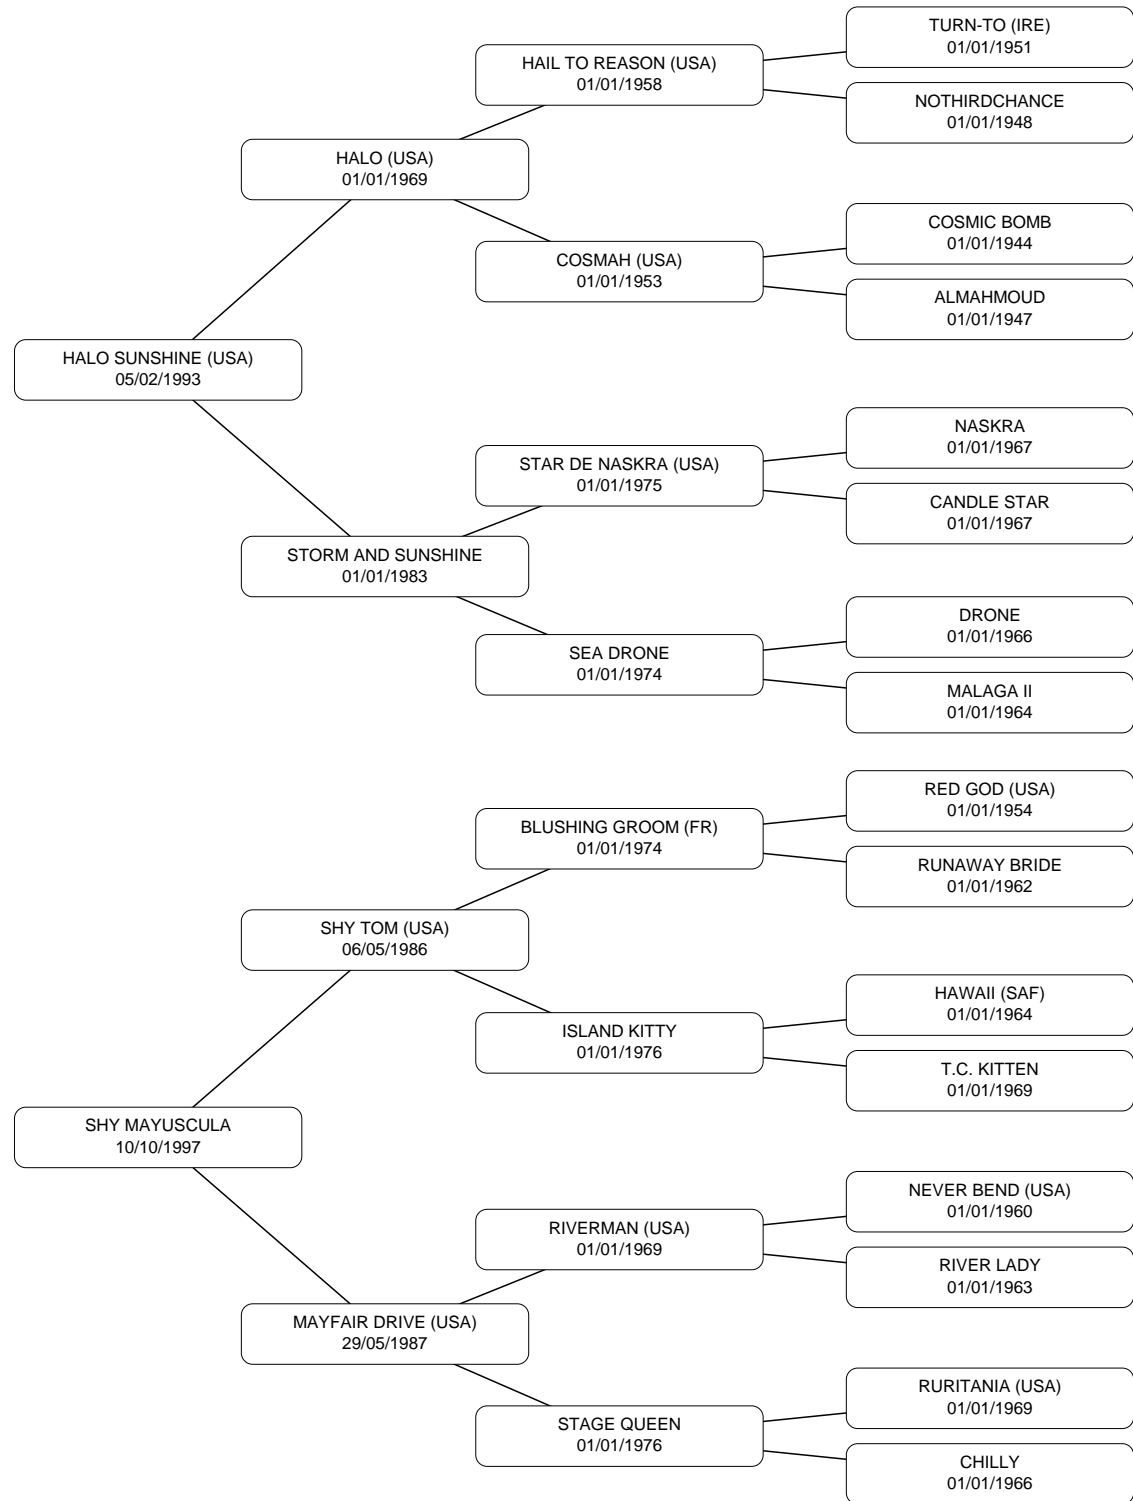 TURN-TO (IRE)
01/01/1951
HAIL TO REASON (USA)
01/01/1958
NOTHIRDCHANCE
01/01/1948
HALO (USA)
01/01/1969
COSMIC BOMB
01/01/1944
COSMAH (USA)
01/01/1953
ALMAHMOUD
01/01/1947
HALO SUNSHINE (USA)
05/02/1993
NASKRA
01/01/1967
STAR DE NASKRA (USA)
01/01/1975
CANDLE STAR
01/01/1967
STORM AND SUNSHINE
01/01/1983
DRONE
01/01/1966
SEA DRONE
01/01/1974
MALAGA II
01/01/1964
RED GOD (USA)
01/01/1954
BLUSHING GROOM (FR)
01/01/1974
RUNAWAY BRIDE
01/01/1962
SHY TOM (USA)
06/05/1986
HAWAII (SAF)
01/01/1964
ISLAND KITTY
01/01/1976
T.C. KITTEN
01/01/1969
SHY MAYUSCULA
10/10/1997
NEVER BEND (USA)
01/01/1960
RIVERMAN (USA)
01/01/1969
RIVER LADY
01/01/1963
MAYFAIR DRIVE (USA)
29/05/1987
RURITANIA (USA)
01/01/1969
STAGE QUEEN
01/01/1976
CHILLY
01/01/1966